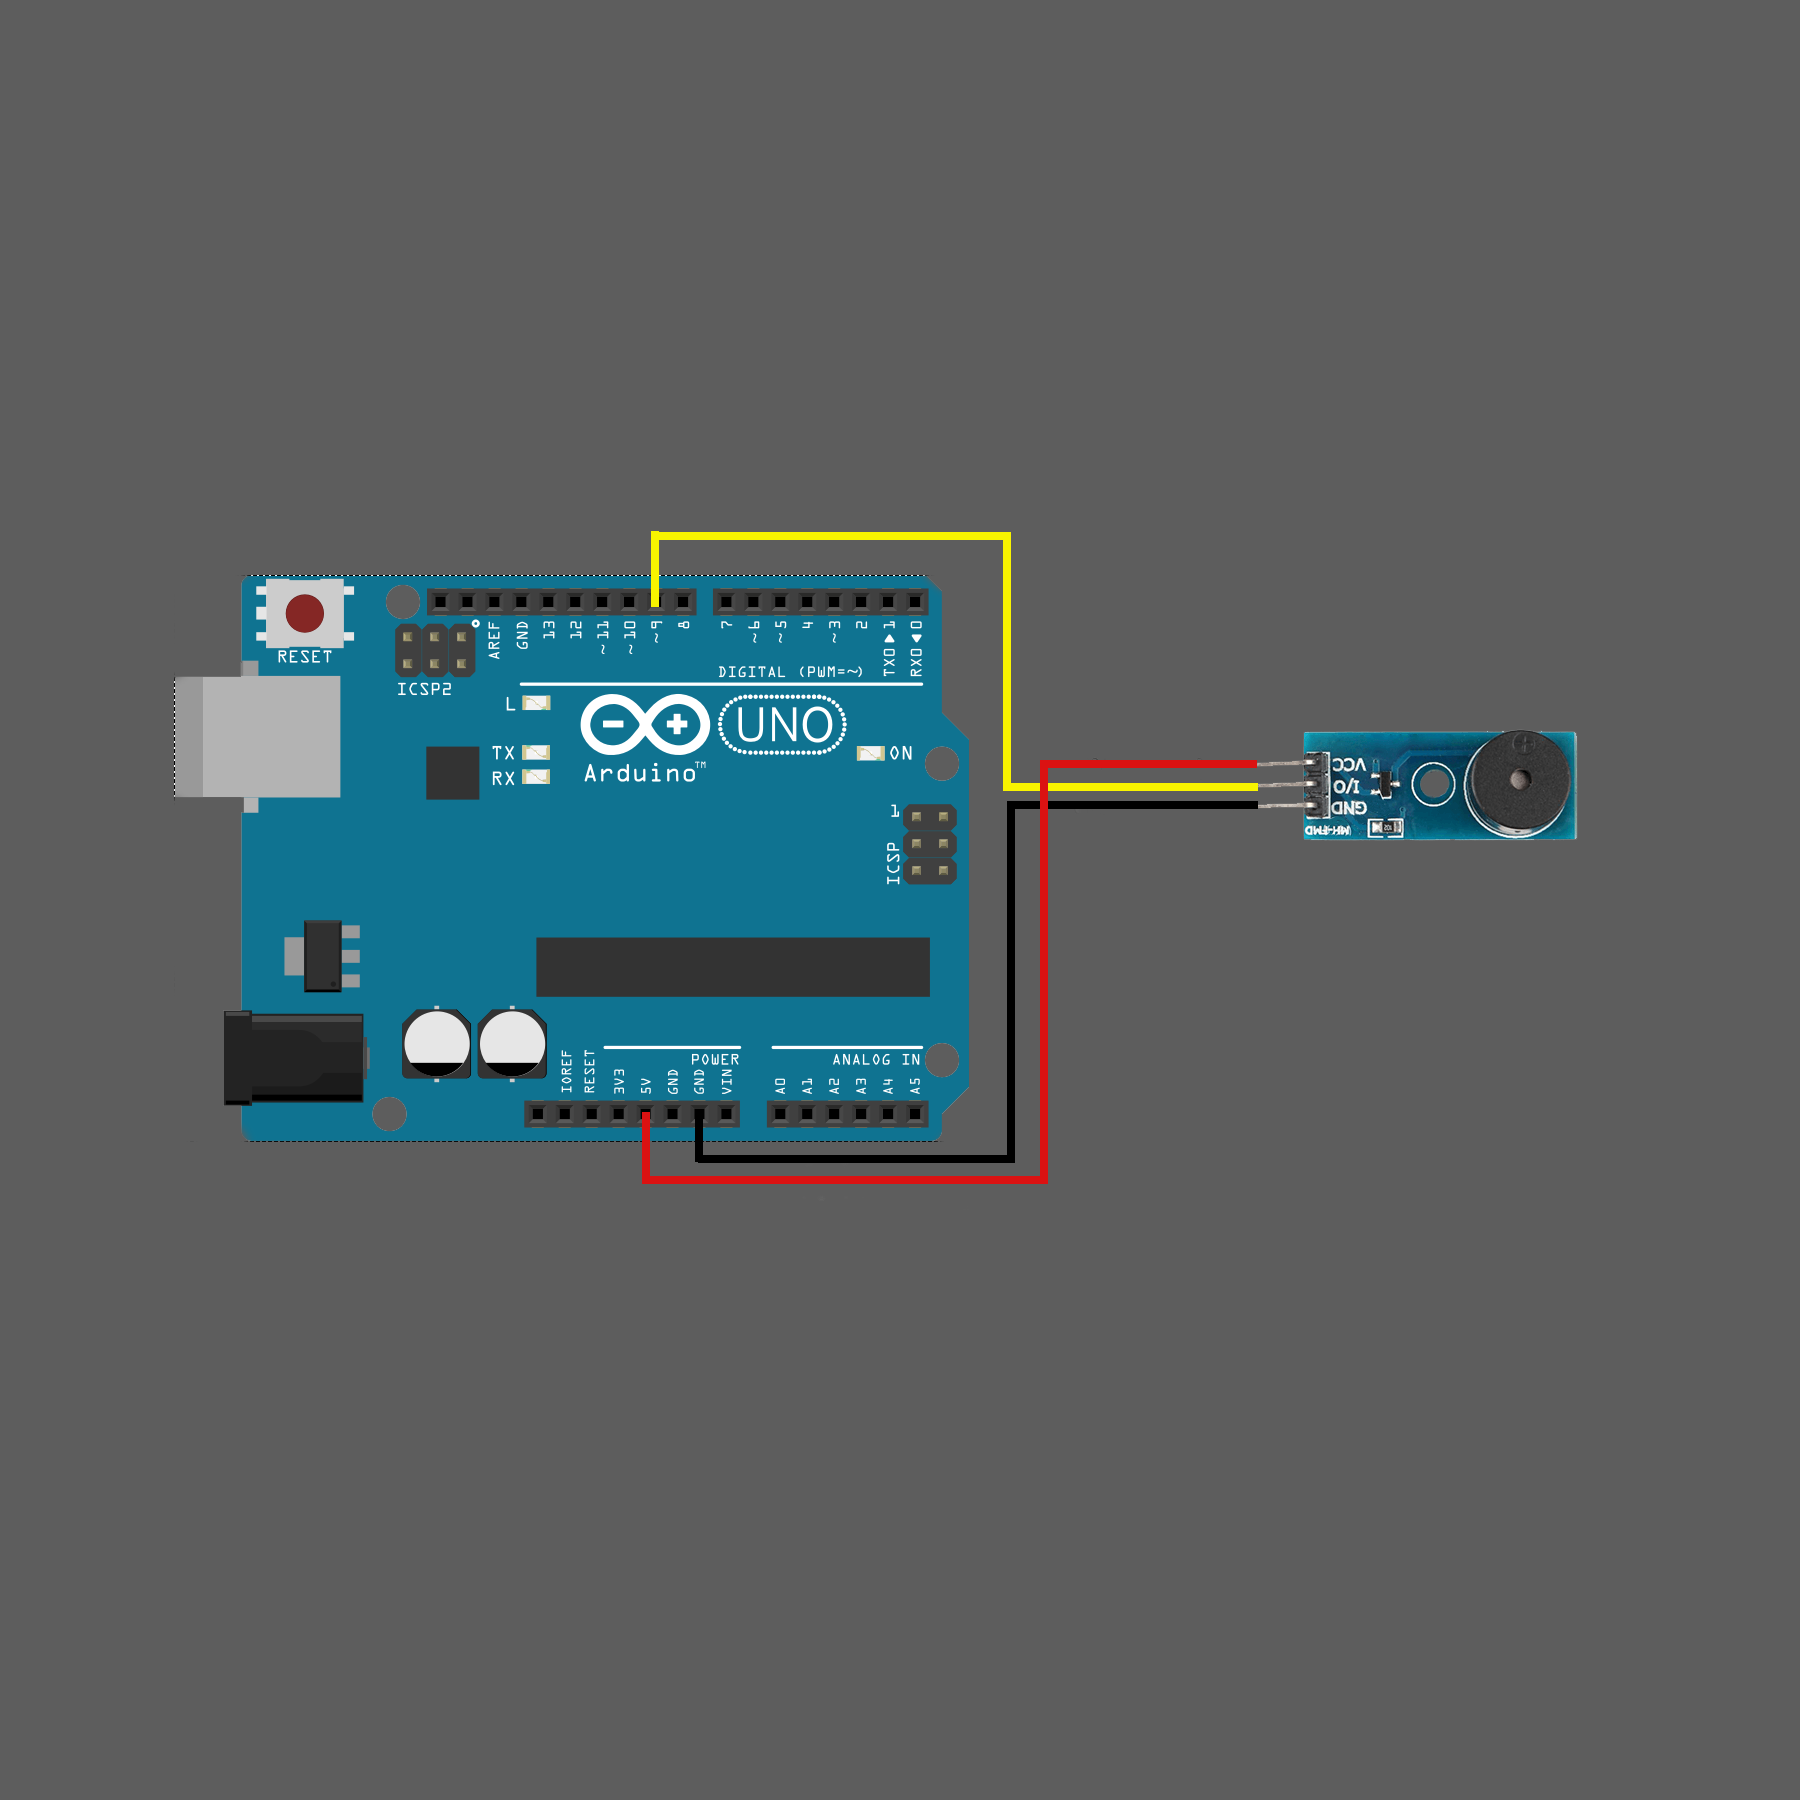 RESET
ICSP2
AREF
GND
13
12
~11
~10
~9
8
7
~6
~5
4
~3
2
TX0 ▶ 1
RX0 ◀ 0
DIGITAL (PWM=~)
L
TX
RX
Arduino™
UNO
ON
1
ICSP
IOREF
RESET
3V3
5V
GND
GND
VIN
POWER
ANALOG IN
A0
A1
A2
A3
A4
A5
VCC
I/O
GND
MH-FMD